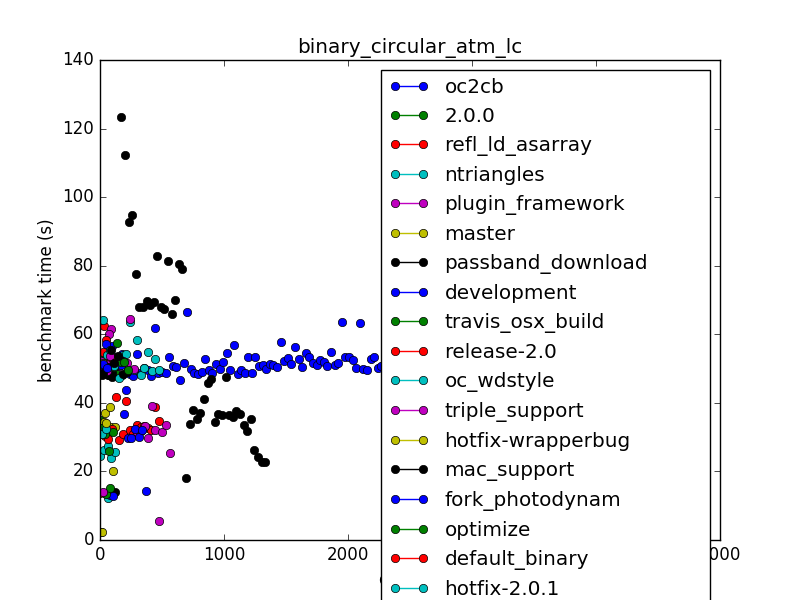 binary_circular_atm_lc
140
120
100
80
60
40
20
0
benchmark time (s)
0
1000
2000
000
oc2cb
2.0.0
refl_ld_asarray
ntriangles
plugin_framework
master
passband_download
development
travis_osx_build
release-2.0
oc_wdstyle
triple_support
hotfix-wrapperbug
mac_support
fork_photodynam
optimize
default_binary
hotfix-2.0.1